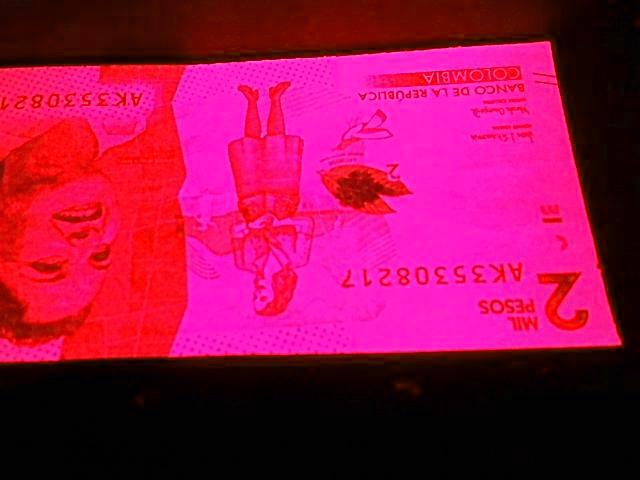 2 MIL
PESOS
AK35308217
2
BANCO DE LA REPÚBLICA
COLOMBIA
AK3530821